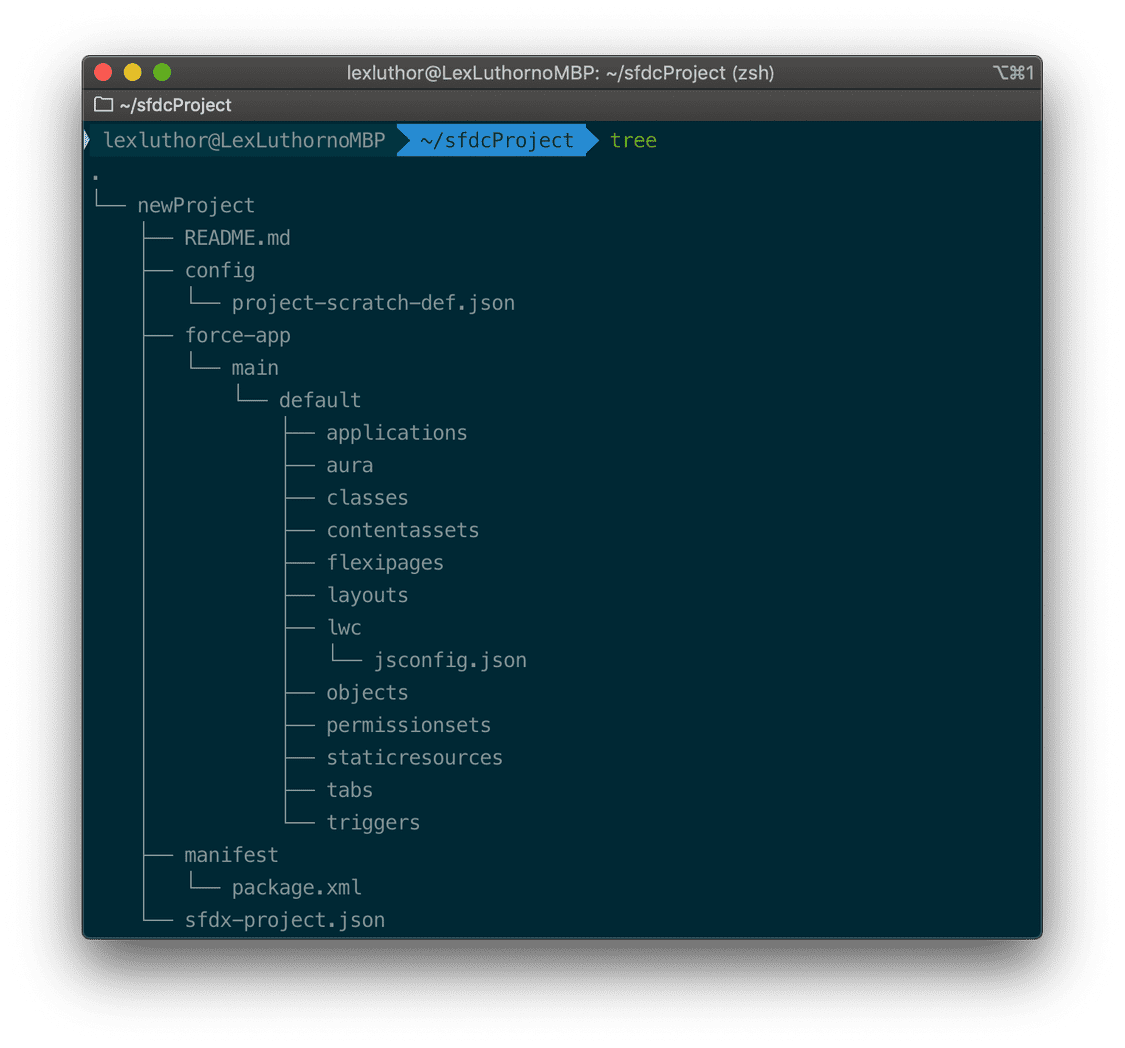 lexluthor@LexLuthornoMBP: ~/sfdcProject (zsh) ⌥⌘1
~/sfdcProject
lexluthor@LexLuthornoMBP ~/sfdcProject tree
.
└── newProject
    ├── README.md
    ├── config
    │   └── project-scratch-def.json
    ├── force-app
    │   └── main
    │       └── default
    │           ├── applications
    │           ├── aura
    │           ├── classes
    │           ├── contentassets
    │           ├── flexipages
    │           ├── layouts
    │           ├── lwc
    │           │   └── jsconfig.json
    │           ├── objects
    │           ├── permissionsets
    │           ├── staticresources
    │           ├── tabs
    │           └── triggers
    ├── manifest
    │   └── package.xml
    └── sfdx-project.json